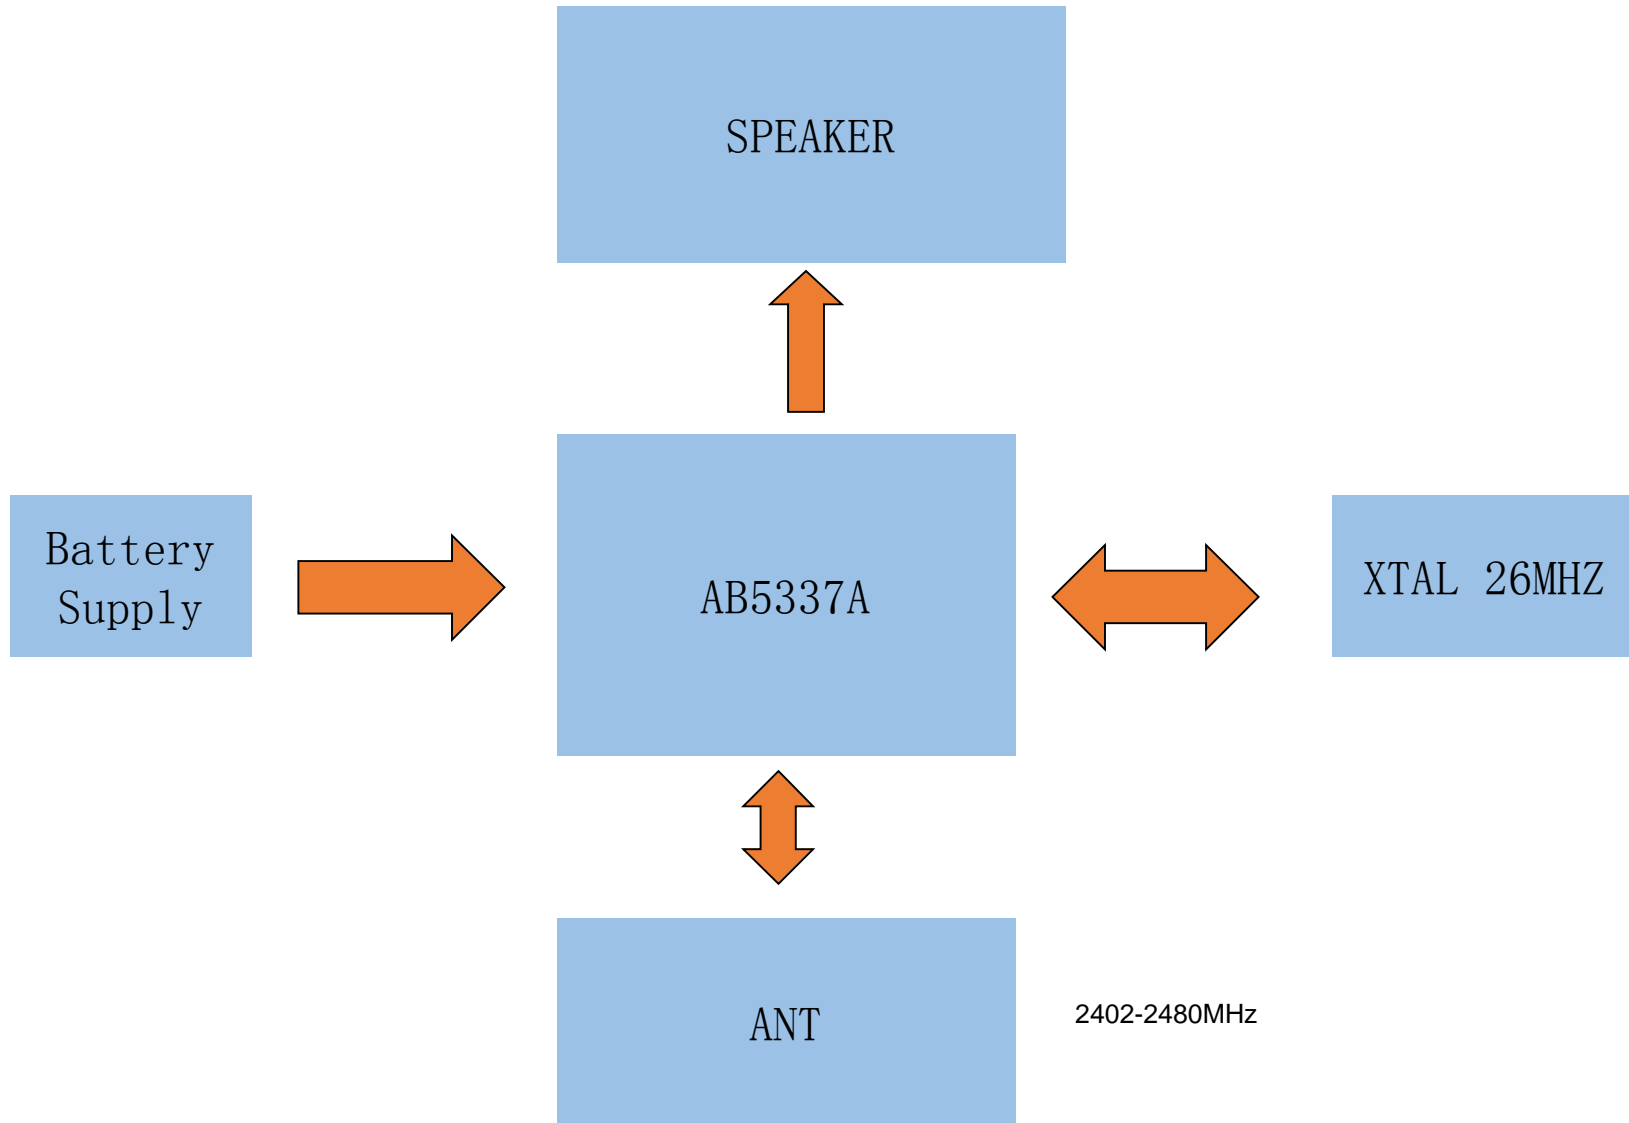 SPEAKER
Battery
Supply
AB5337A
XTAL 26MHZ
ANT
2402-2480MHz